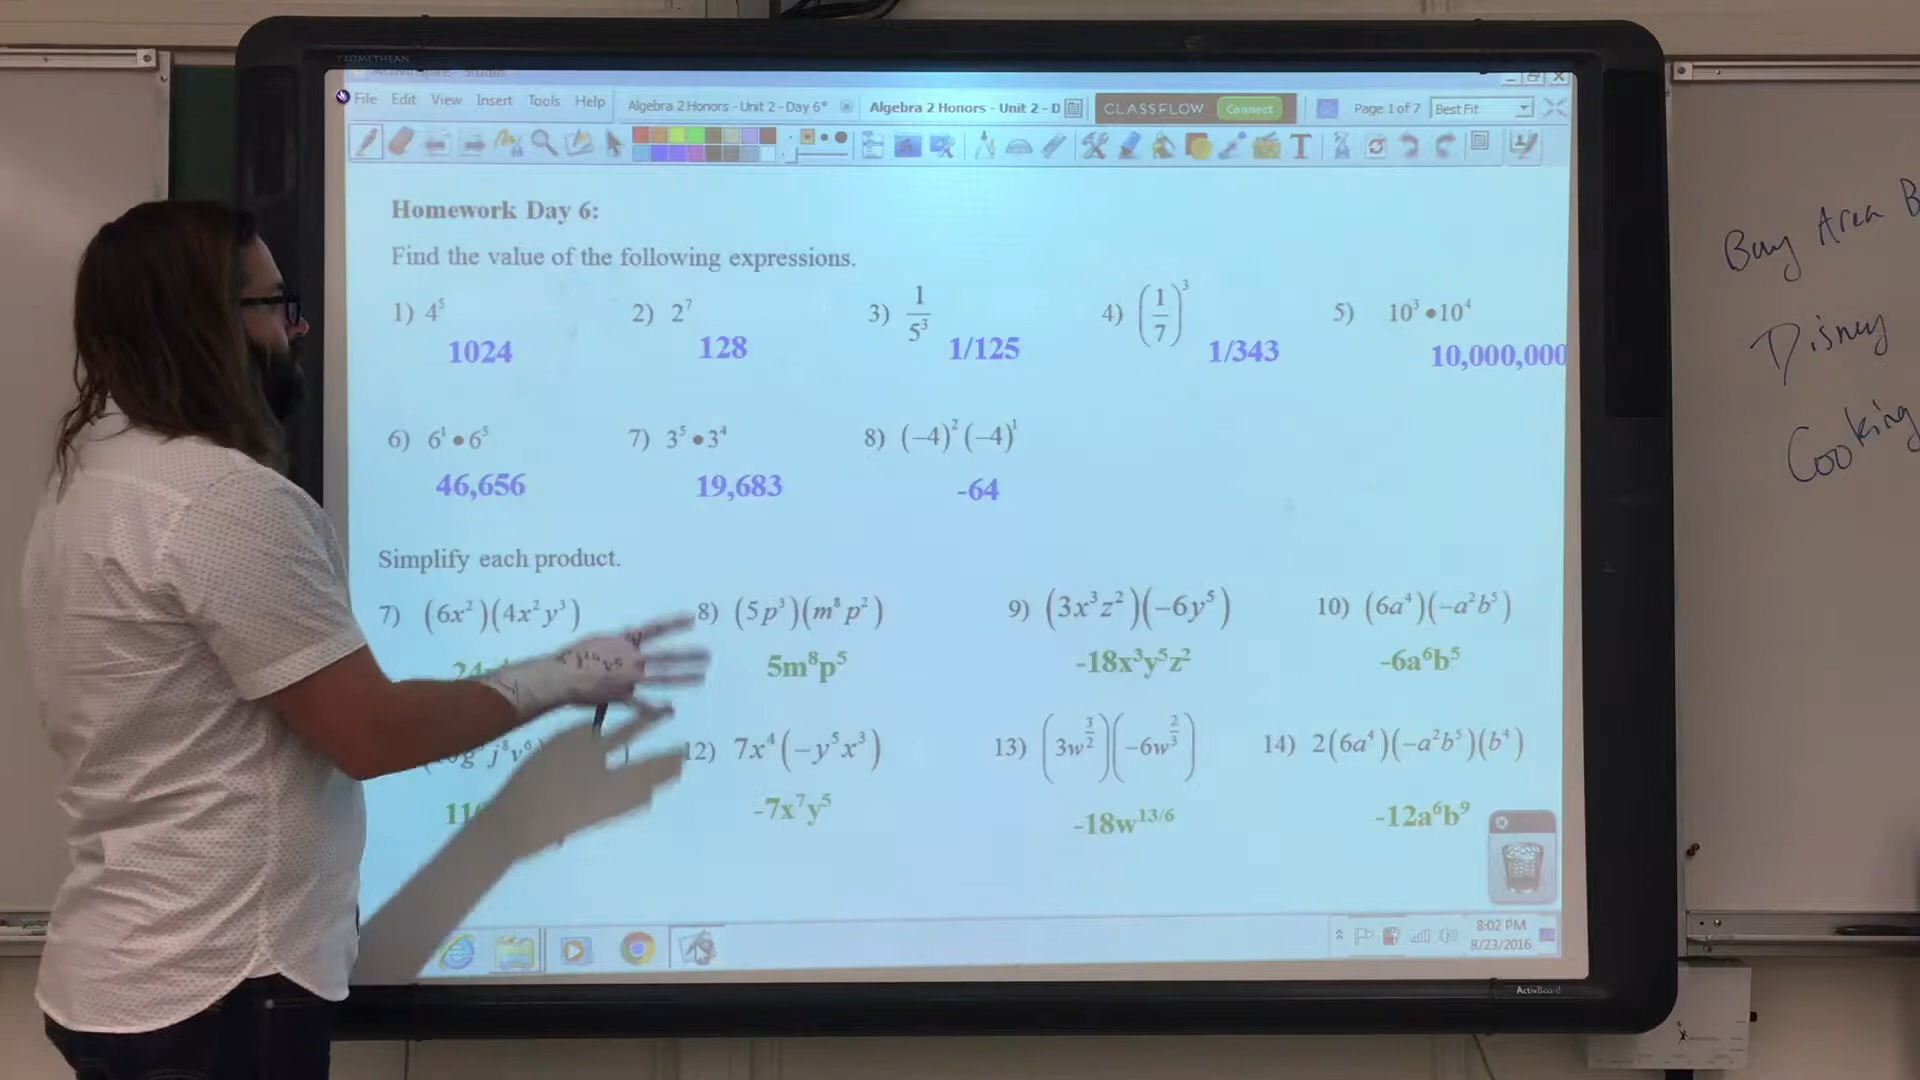 PROMETHEAN
File Edit View Insert Tools Help
Algebra 2 Honors - Unit 2 - Day 6*
Algebra 2 Honors - Unit 2 - D
CLASSFLOW Connect
Page 1 of 7
Best Fit
Homework Day 6:
Find the value of the following expressions.
1) 4⁵
2) 2⁷
3) 1/5³
4) (1/7)³
5) 10³•10⁴
1024
128
1/125
1/343
10,000,000
6) 6¹•6⁵
7) 3⁵•3⁴
8) (−4)²(−4)¹
46,656
19,683
-64
Simplify each product.
7) (6x²)(4x²y³)
8) (5p³)(m⁸p²)
9) (3x³z²)(−6y⁵)
10) (6a⁴)(−a²b⁵)
5m⁸p⁵
-18x³y⁵z²
-6a⁶b⁵
12) 7x⁴(−y⁵x³)
13) (3w^(3/2))(−6w^(2/3))
14) 2(6a⁴)(−a²b⁵)(b⁴)
-7x⁷y⁵
-18w^(13/6)
-12a⁶b⁹
8:02 PM
8/23/2016
ActivBoard
Bay Area B
Disney
Cooking